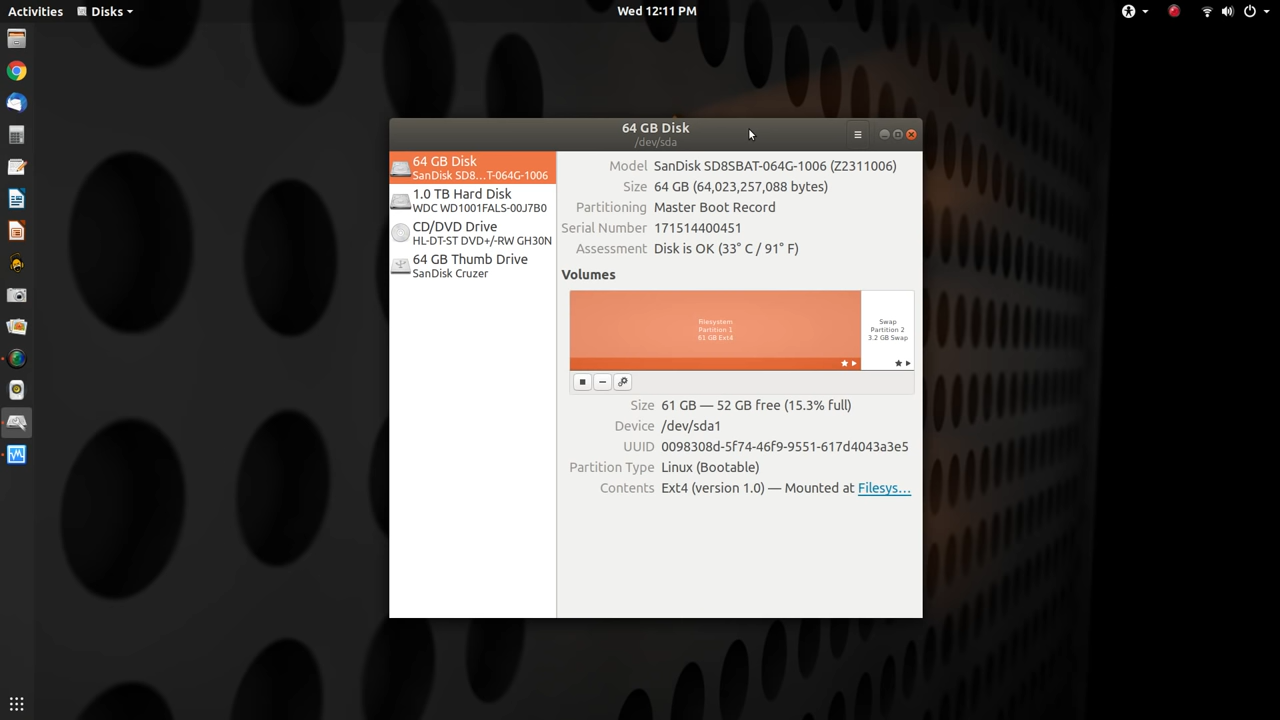 Activities
Disks
Wed 12:11 PM
64 GB Disk
/dev/sda
64 GB Disk
SanDisk SD8...T-064G-1006
1.0 TB Hard Disk
WDC WD1001FALS-00J7B0
CD/DVD Drive
HL-DT-ST DVD+/-RW GH30N
64 GB Thumb Drive
SanDisk Cruzer
Model SanDisk SD8SBAT-064G-1006 (Z2311006)
Size 64 GB (64,023,257,088 bytes)
Partitioning Master Boot Record
Serial Number 171514400451
Assessment Disk is OK (33° C / 91° F)
Volumes
Filesystem
Partition 1
61 GB Ext4
Swap
Partition 2
3.2 GB Swap
Size 61 GB — 52 GB free (15.3% full)
Device /dev/sda1
UUID 0098308d-5f74-46f9-9551-617d4043a3e5
Partition Type Linux (Bootable)
Contents Ext4 (version 1.0) — Mounted at Filesys...